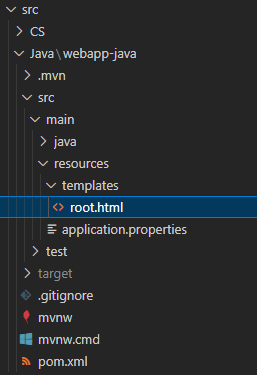 src
CS
Java\webapp-java
.mvn
src
main
java
resources
templates
root.html
application.properties
test
target
.gitignore
mvnw
mvnw.cmd
pom.xml